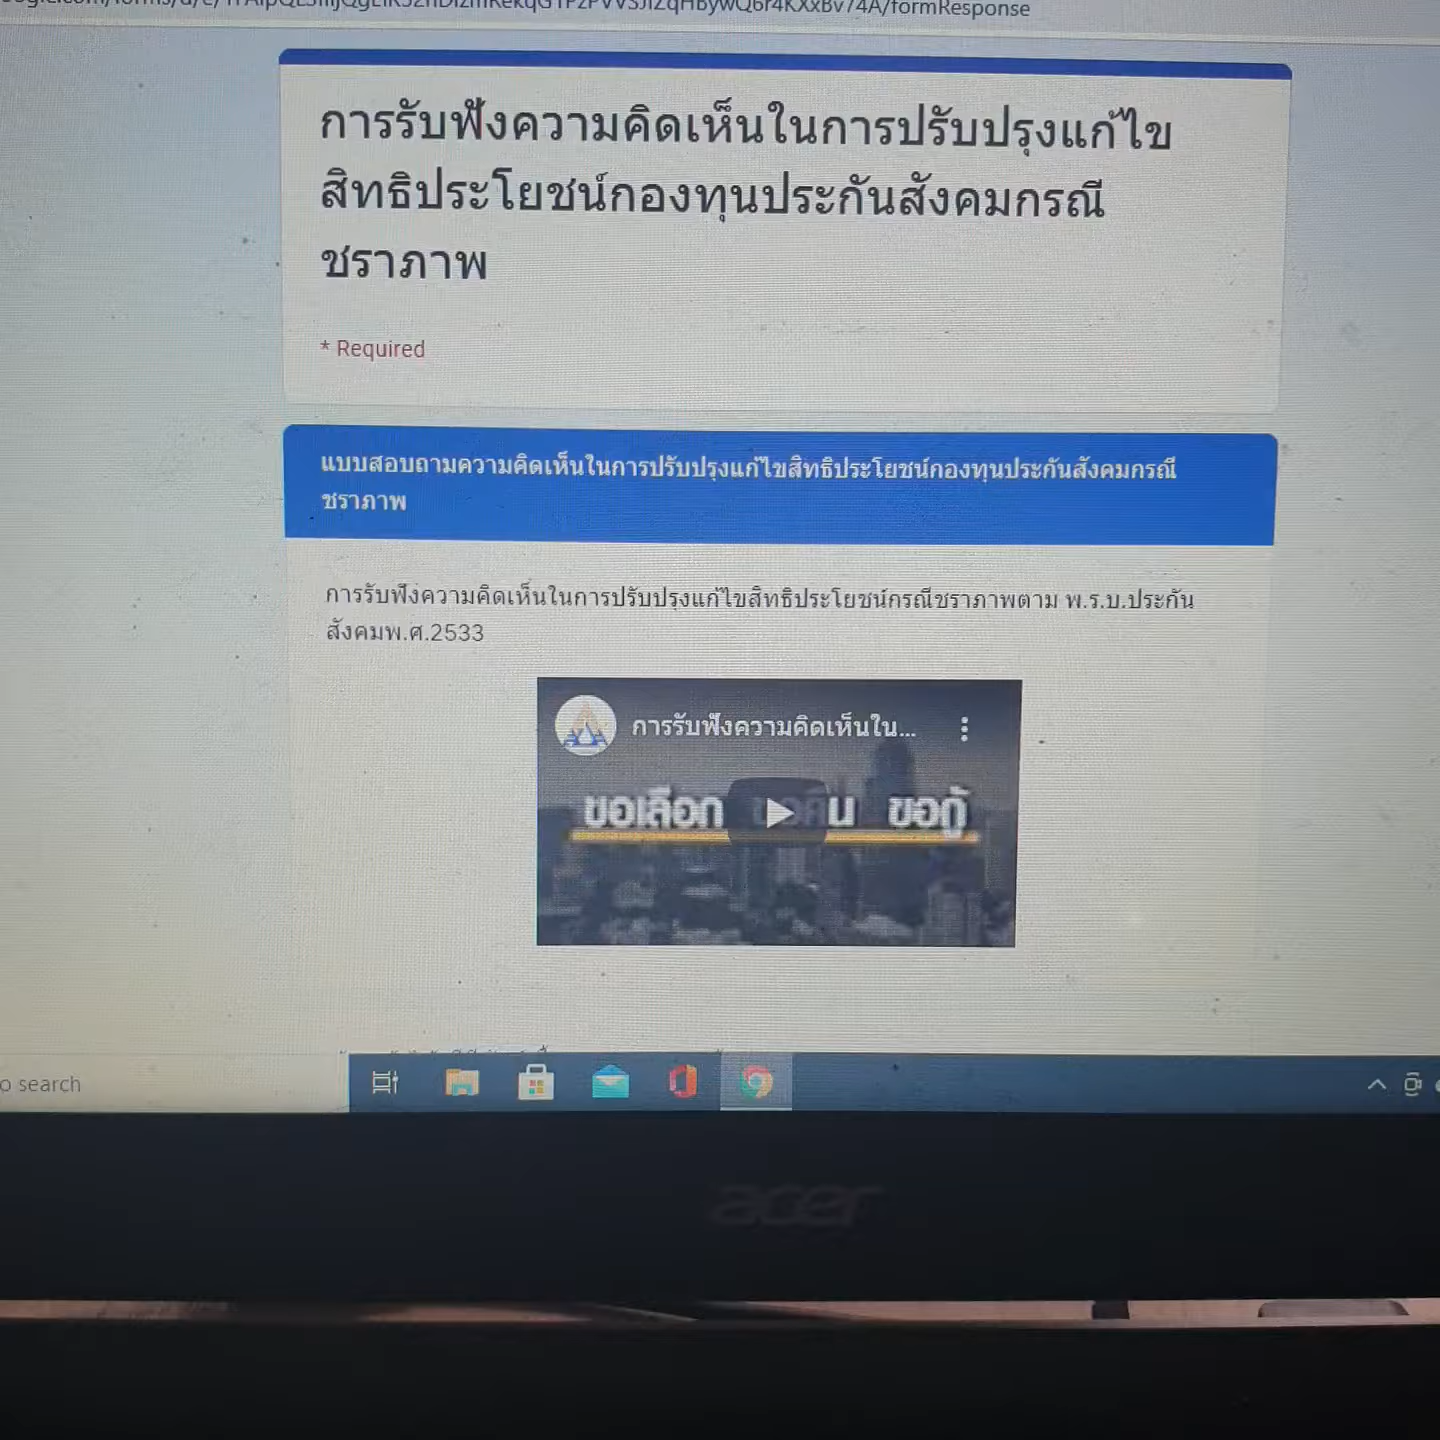 formResponse
การรับฟังความคิดเห็นในการปรับปรุงแก้ไข
สิทธิประโยชน์กองทุนประกันสังคมกรณี
ชราภาพ
* Required
แบบสอบถามความคิดเห็นในการปรับปรุงแก้ไขสิทธิประโยชน์กองทุนประกันสังคมกรณี
ชราภาพ
การรับฟังความคิดเห็นในการปรับปรุงแก้ไขสิทธิประโยชน์กรณีชราภาพตาม พ.ร.บ.ประกัน
สังคมพ.ศ.2533
การรับฟังความคิดเห็นใน...
ขอเลือก ขอคืน ขอกู้
o search
acer